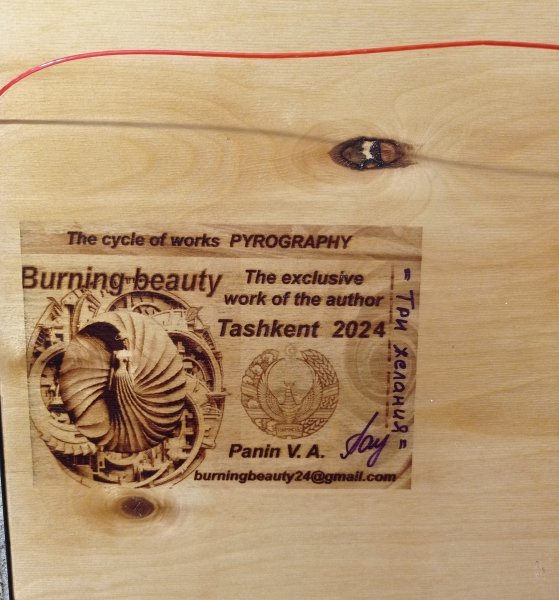 The cycle of works PYROGRAPHY
Burning beauty
The exclusive
work of the author
Tashkent 2024
Panin V. A.
burningbeauty24@gmail.com
= Три желания =